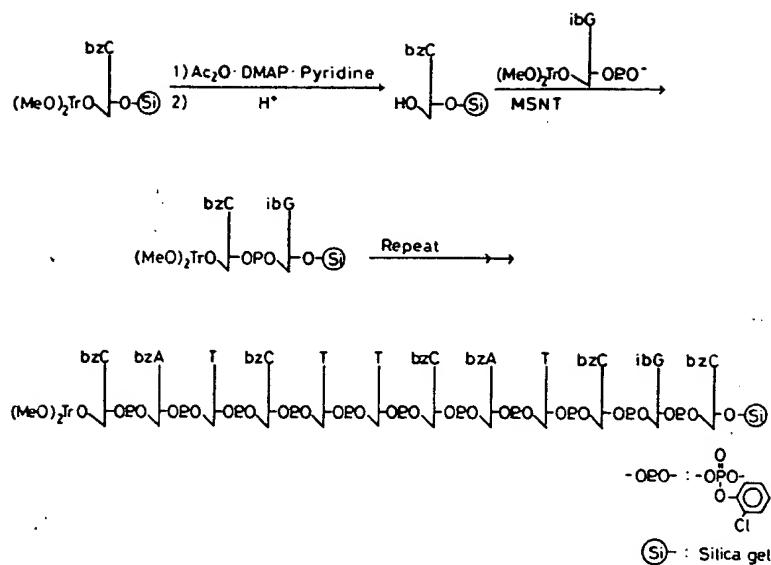 bzC
1) Ac₂O · DMAP · Pyridine
2) H⁺
(MeO)₂TrO -O-Si
bzC
HO -O-Si
ibG
(MeO)₂TrO -OPO⁻
MSNT
bzC ibG
(MeO)₂TrO -OPO -O-Si
Repeat
bzC bzA T bzC T T bzC bzA T bzC ibG bzC
(MeO)₂TrO -OPO -OPO -OPO -OPO -OPO -OPO -OPO -OPO -OPO -OPO -OPO -O-Si
-OPO- : -OPO-
O
O
Cl
Si : Silica gel